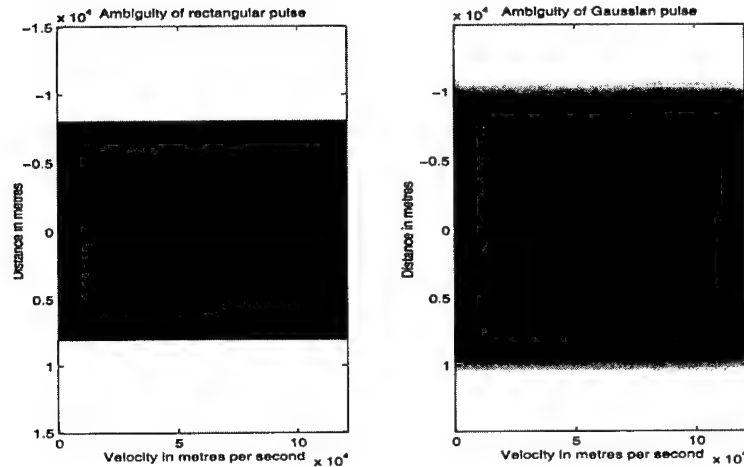 x 10⁴ Ambiguity of rectangular pulse
-1.5
-1
-0.5
0
0.5
1
1.5
Distance in metres
0 5 10
Velocity in metres per second x 10⁴
x 10⁴ Ambiguity of Gaussian pulse
-1
-0.5
0
0.5
1
Distance in metres
0 5 10
Velocity in metres per second x 10⁴